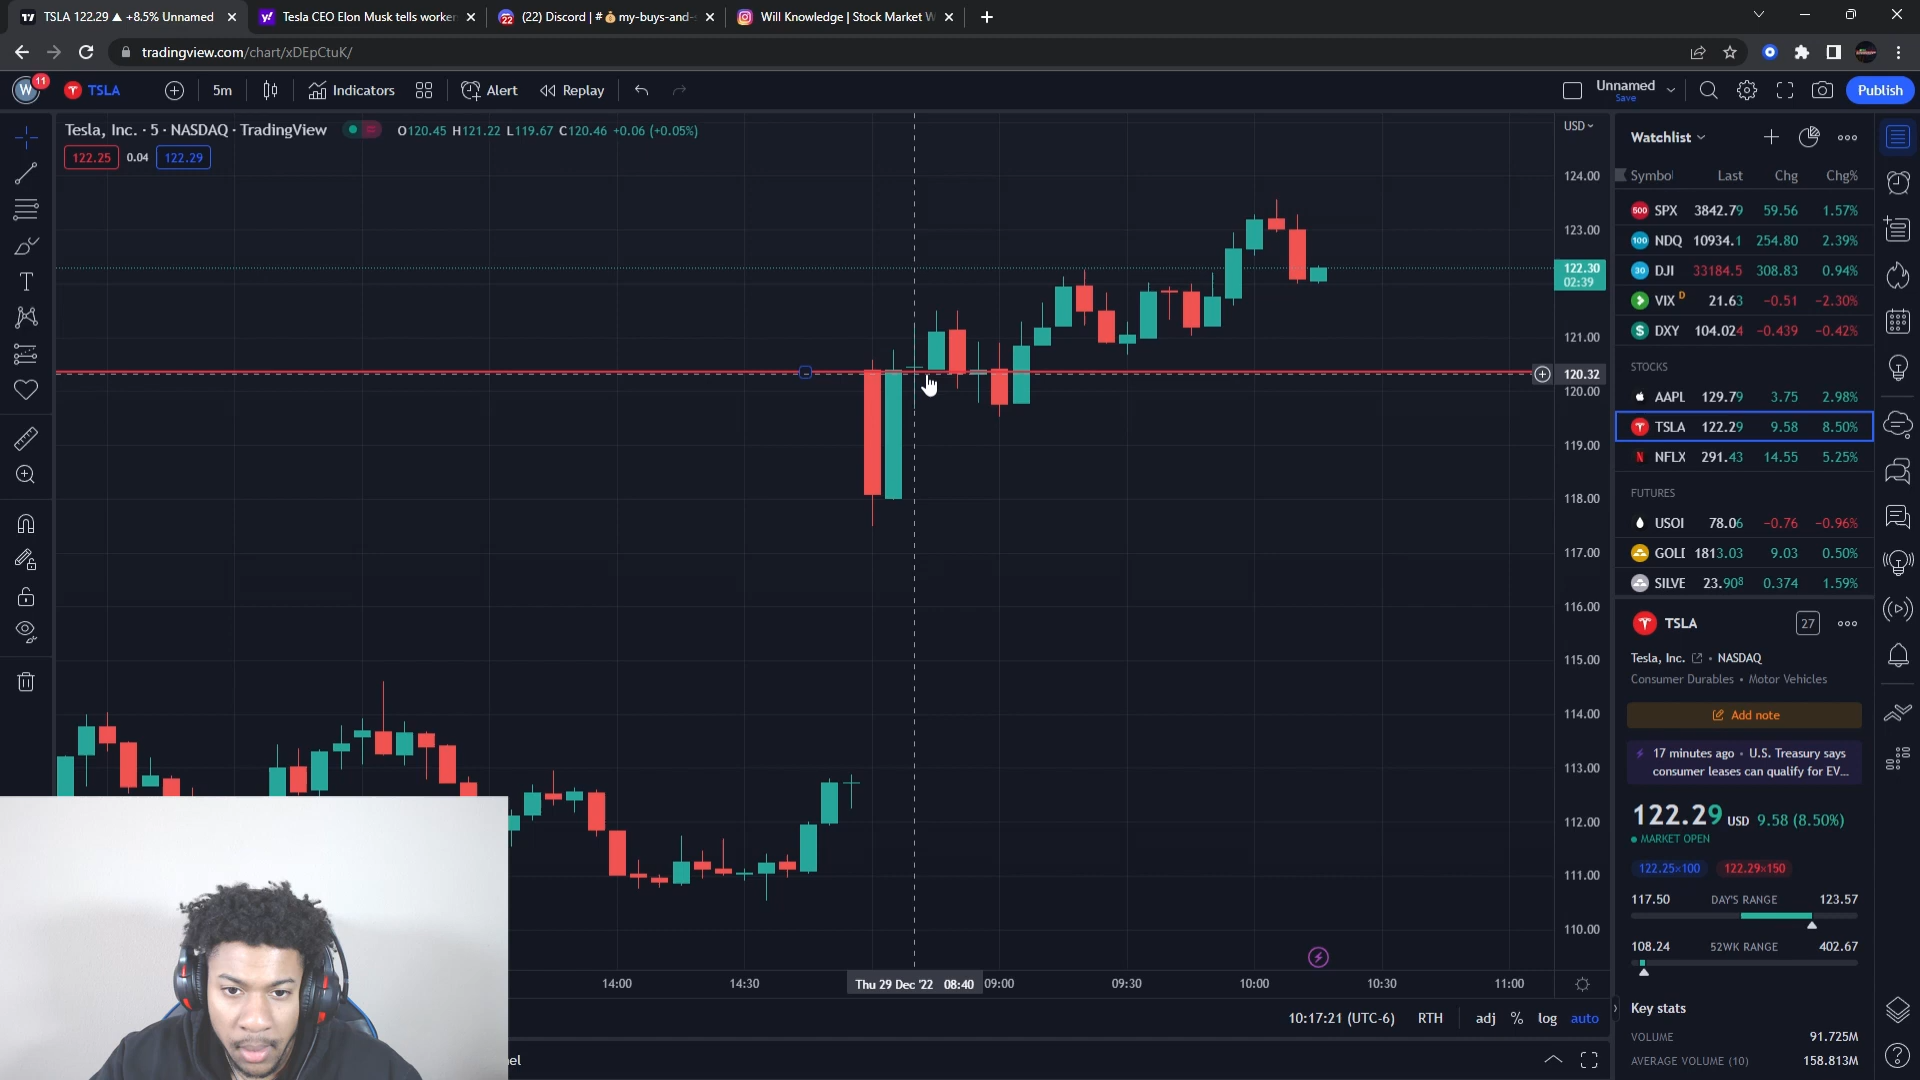 TSLA 122.29 ▲ +8.5% Unnamed
Tesla CEO Elon Musk tells worker
(22) Discord | # 💰my-buys-and-s
Will Knowledge | Stock Market W
tradingview.com/chart/xDEpCtuK/
W 11
TSLA
5m
Indicators
Alert
Replay
Unnamed
Save
Publish
Tesla, Inc. · 5 · NASDAQ · TradingView
O120.45 H121.22 L119.67 C120.46 +0.06 (+0.05%)
122.25 0.04 122.29
USD
124.00
123.00
122.30
02:39
121.00
120.32
120.00
119.00
118.00
117.00
116.00
115.00
114.00
113.00
112.00
111.00
110.00
14:00 14:30 Thu 29 Dec '22 08:40 09:00 09:30 10:00 10:30 11:00
10:17:21 (UTC-6) RTH adj % log auto
el
Watchlist
Symbol Last Chg Chg%
500 SPX 3842.79 59.56 1.57%
100 NDQ 10934.1 254.80 2.39%
30 DJI 33184.5 308.83 0.94%
VIX D 21.63 −0.51 −2.30%
$ DXY 104.024 −0.439 −0.42%
STOCKS
AAPL 129.79 3.75 2.98%
TSLA 122.29 9.58 8.50%
N NFLX 291.43 14.55 5.25%
FUTURES
USOI 78.06 −0.76 −0.96%
GOLD 1813.03 9.03 0.50%
SILVE 23.908 0.374 1.59%
TSLA 27
Tesla, Inc. • NASDAQ
Consumer Durables • Motor Vehicles
Add note
17 minutes ago • U.S. Treasury says
consumer leases can qualify for EV...
122.29 USD 9.58 (8.50%)
MARKET OPEN
122.25×100 122.29×150
117.50 DAY'S RANGE 123.57
108.24 52WK RANGE 402.67
Key stats
VOLUME 91.725M
AVERAGE VOLUME (10) 158.813M